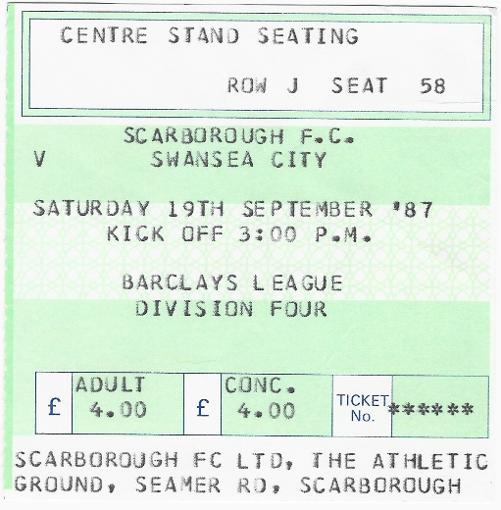 CENTRE STAND SEATING
ROW J SEAT 58
SCARBOROUGH F.C.
V SWANSEA CITY
SATURDAY 19TH SEPTEMBER '87
KICK OFF 3:00 P.M.
BARCLAYS LEAGUE
DIVISION FOUR
£ ADULT 4.00 £ CONC. 4.00 TICKET No. ******
SCARBOROUGH FC LTD, THE ATHLETIC
GROUND, SEAMER RD, SCARBOROUGH